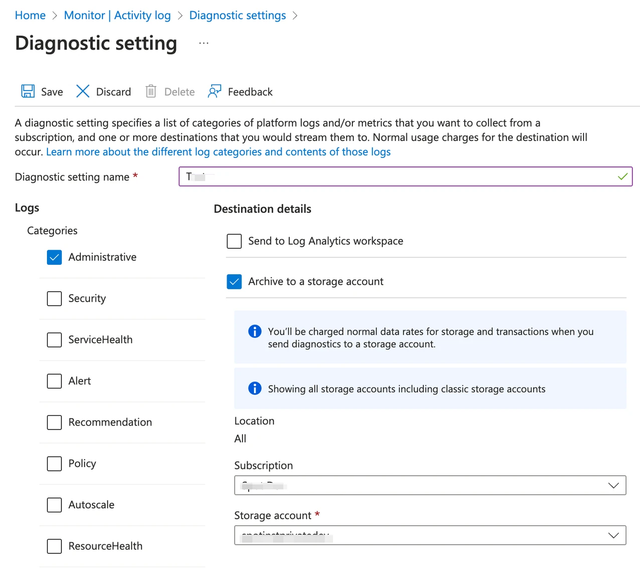 Home > Monitor | Activity log > Diagnostic settings >
Diagnostic setting ...
Save Discard Delete Feedback
A diagnostic setting specifies a list of categories of platform logs and/or metrics that you want to collect from a
subscription, and one or more destinations that you would stream them to. Normal usage charges for the destination will
occur. Learn more about the different log categories and contents of those logs
Diagnostic setting name *
Logs
Categories
Administrative
Security
ServiceHealth
Alert
Recommendation
Policy
Autoscale
ResourceHealth
Destination details
Send to Log Analytics workspace
Archive to a storage account
You'll be charged normal data rates for storage and transactions when you
send diagnostics to a storage account.
Showing all storage accounts including classic storage accounts
Location
All
Subscription
Storage account *